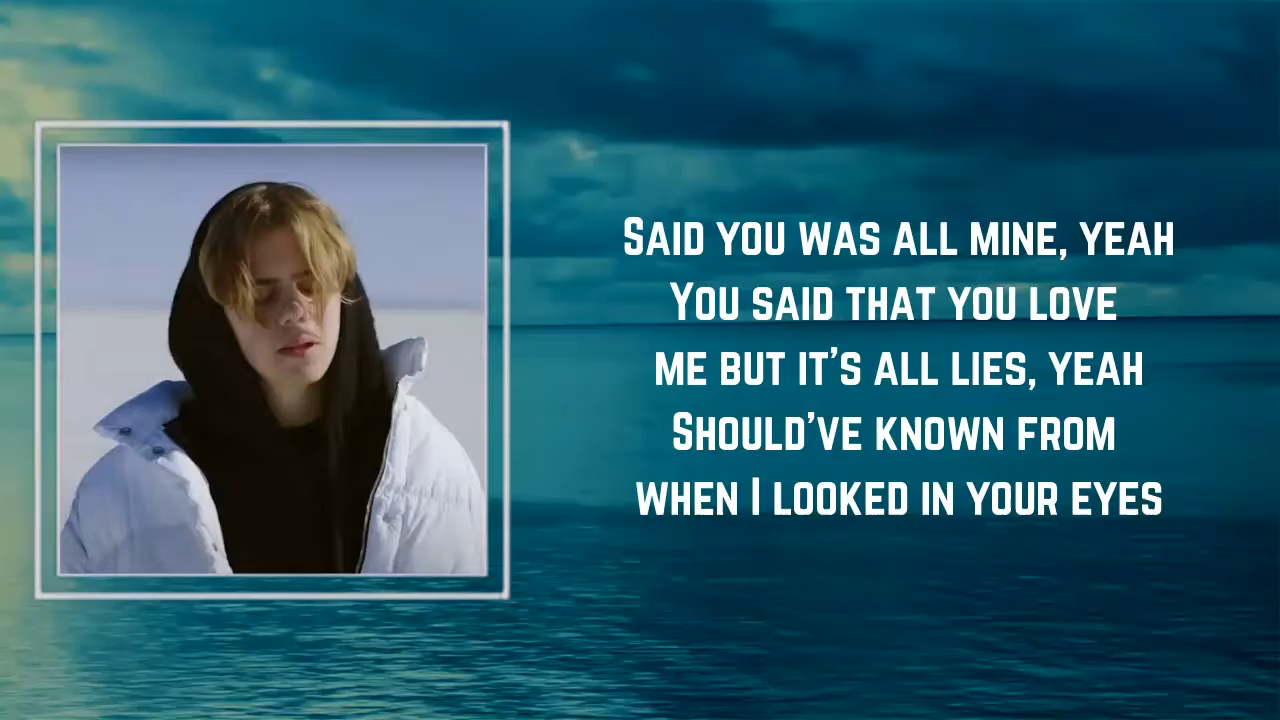 Said you was all mine, yeah
You said that you love
me but it's all lies, yeah
Should've known from
when I looked in your eyes